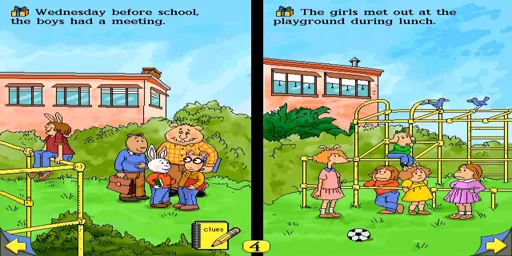 Wednesday before school,
the boys had a meeting.
The girls met out at the
playground during lunch.
clues
4